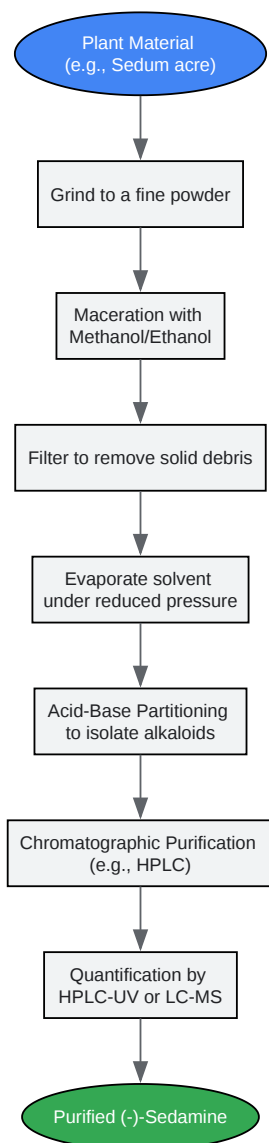 Plant Material
(e.g., Sedum acre)
Grind to a fine powder
Maceration with
Methanol/Ethanol
Filter to remove solid debris
Evaporate solvent
under reduced pressure
Acid-Base Partitioning
to isolate alkaloids
Chromatographic Purification
(e.g., HPLC)
Quantification by
HPLC-UV or LC-MS
Purified (-)-Sedamine